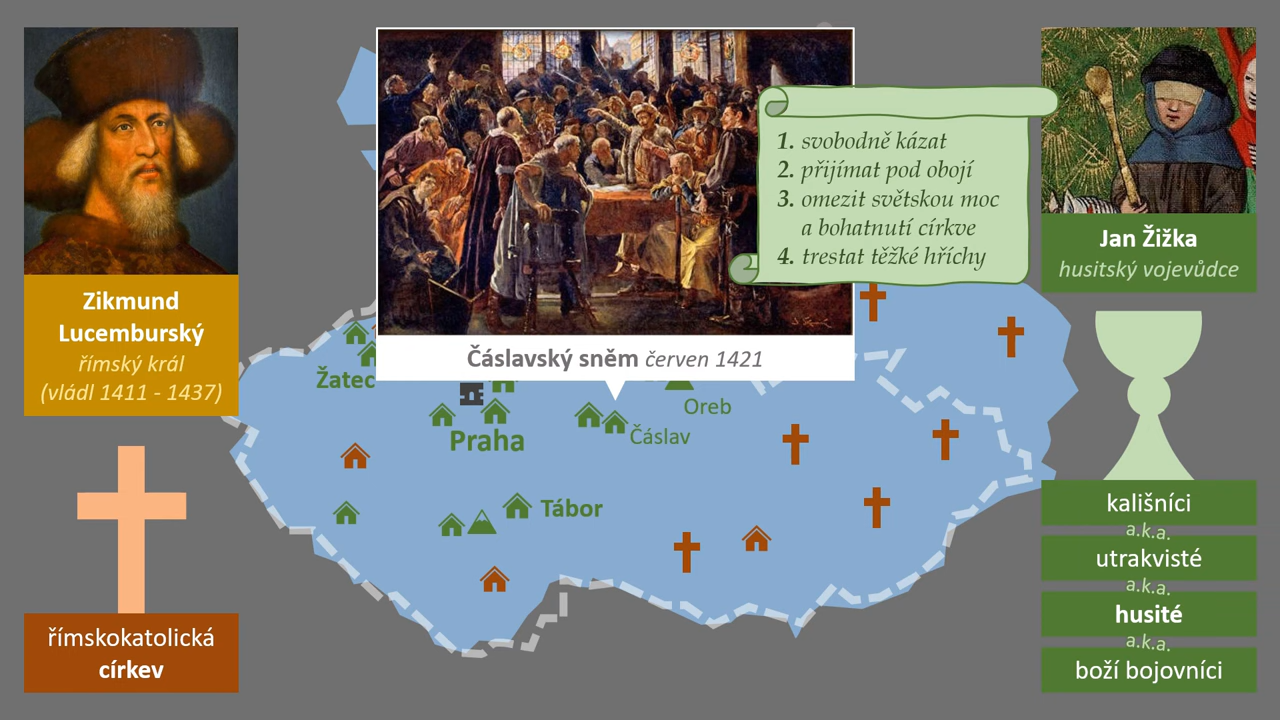 Zikmund
Lucemburský
římský král
(vládl 1411 - 1437)
římskokatolická
církev
Čáslavský sněm červen 1421
1. svobodně kázat
2. přijímat pod obojí
3. omezit světskou moc
a bohatnutí církve
4. trestat těžké hříchy
Žatec
Praha
Oreb
Čáslav
Tábor
Jan Žižka
husitský vojevůdce
kališníci
a.k.a.
utrakvisté
a.k.a.
husité
a.k.a.
boží bojovníci